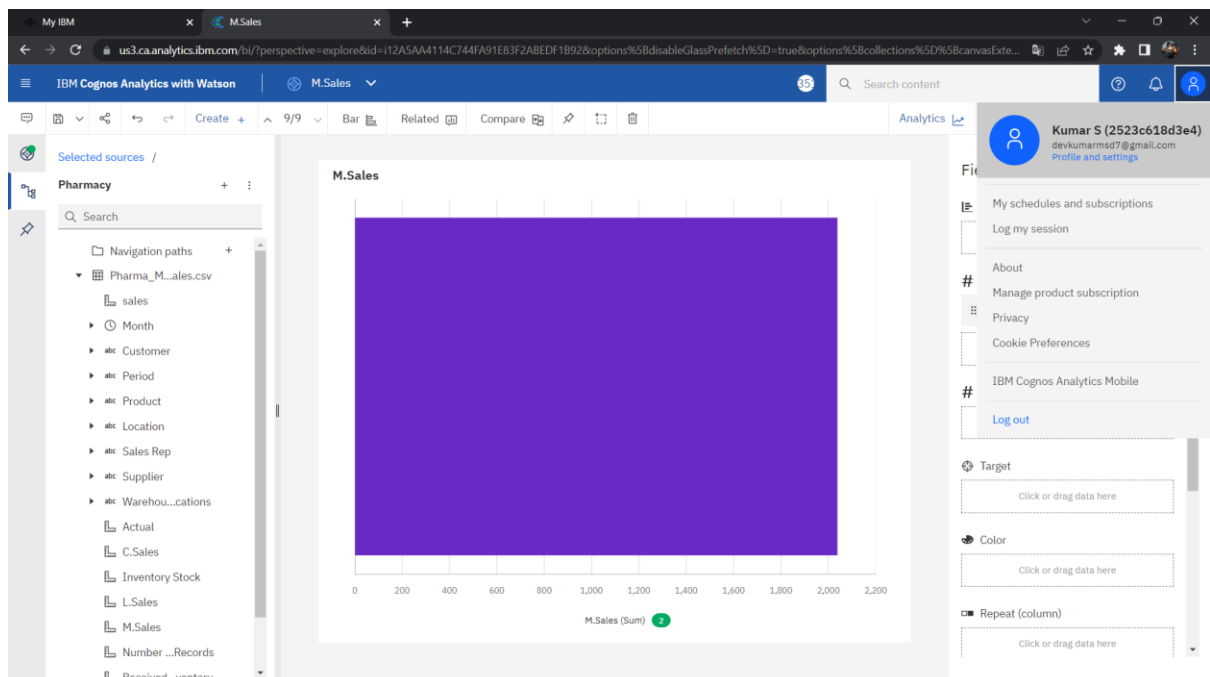 My IBM
M.Sales
us3.ca.analytics.ibm.com/bi/?perspective=explore&id=i12A5AA4114C744FA91E83F2ABEDF1B92&options%5BdisableGlassPrefetch%5D=true&options%5Bcollections%5D%5BcanvasExte...
IBM Cognos Analytics with Watson
M.Sales
35
Search content
Create +
9/9
Bar
Related
Compare
Analytics
Kumar S (2523c618d3e4)
devkumarmsd7@gmail.com
Profile and settings
Selected sources /
Pharmacy
Search
Navigation paths
Pharma_M...ales.csv
sales
Month
abc Customer
abc Period
abc Product
abc Location
abc Sales Rep
abc Supplier
abc Warehou...cations
Actual
C.Sales
Inventory Stock
L.Sales
M.Sales
Number ...Records
M.Sales
0 200 400 600 800 1,000 1,200 1,400 1,600 1,800 2,000 2,200
M.Sales (Sum) 2
Fie
My schedules and subscriptions
Log my session
About
Manage product subscription
Privacy
Cookie Preferences
IBM Cognos Analytics Mobile
Log out
Target
Click or drag data here
Color
Click or drag data here
Repeat (column)
Click or drag data here